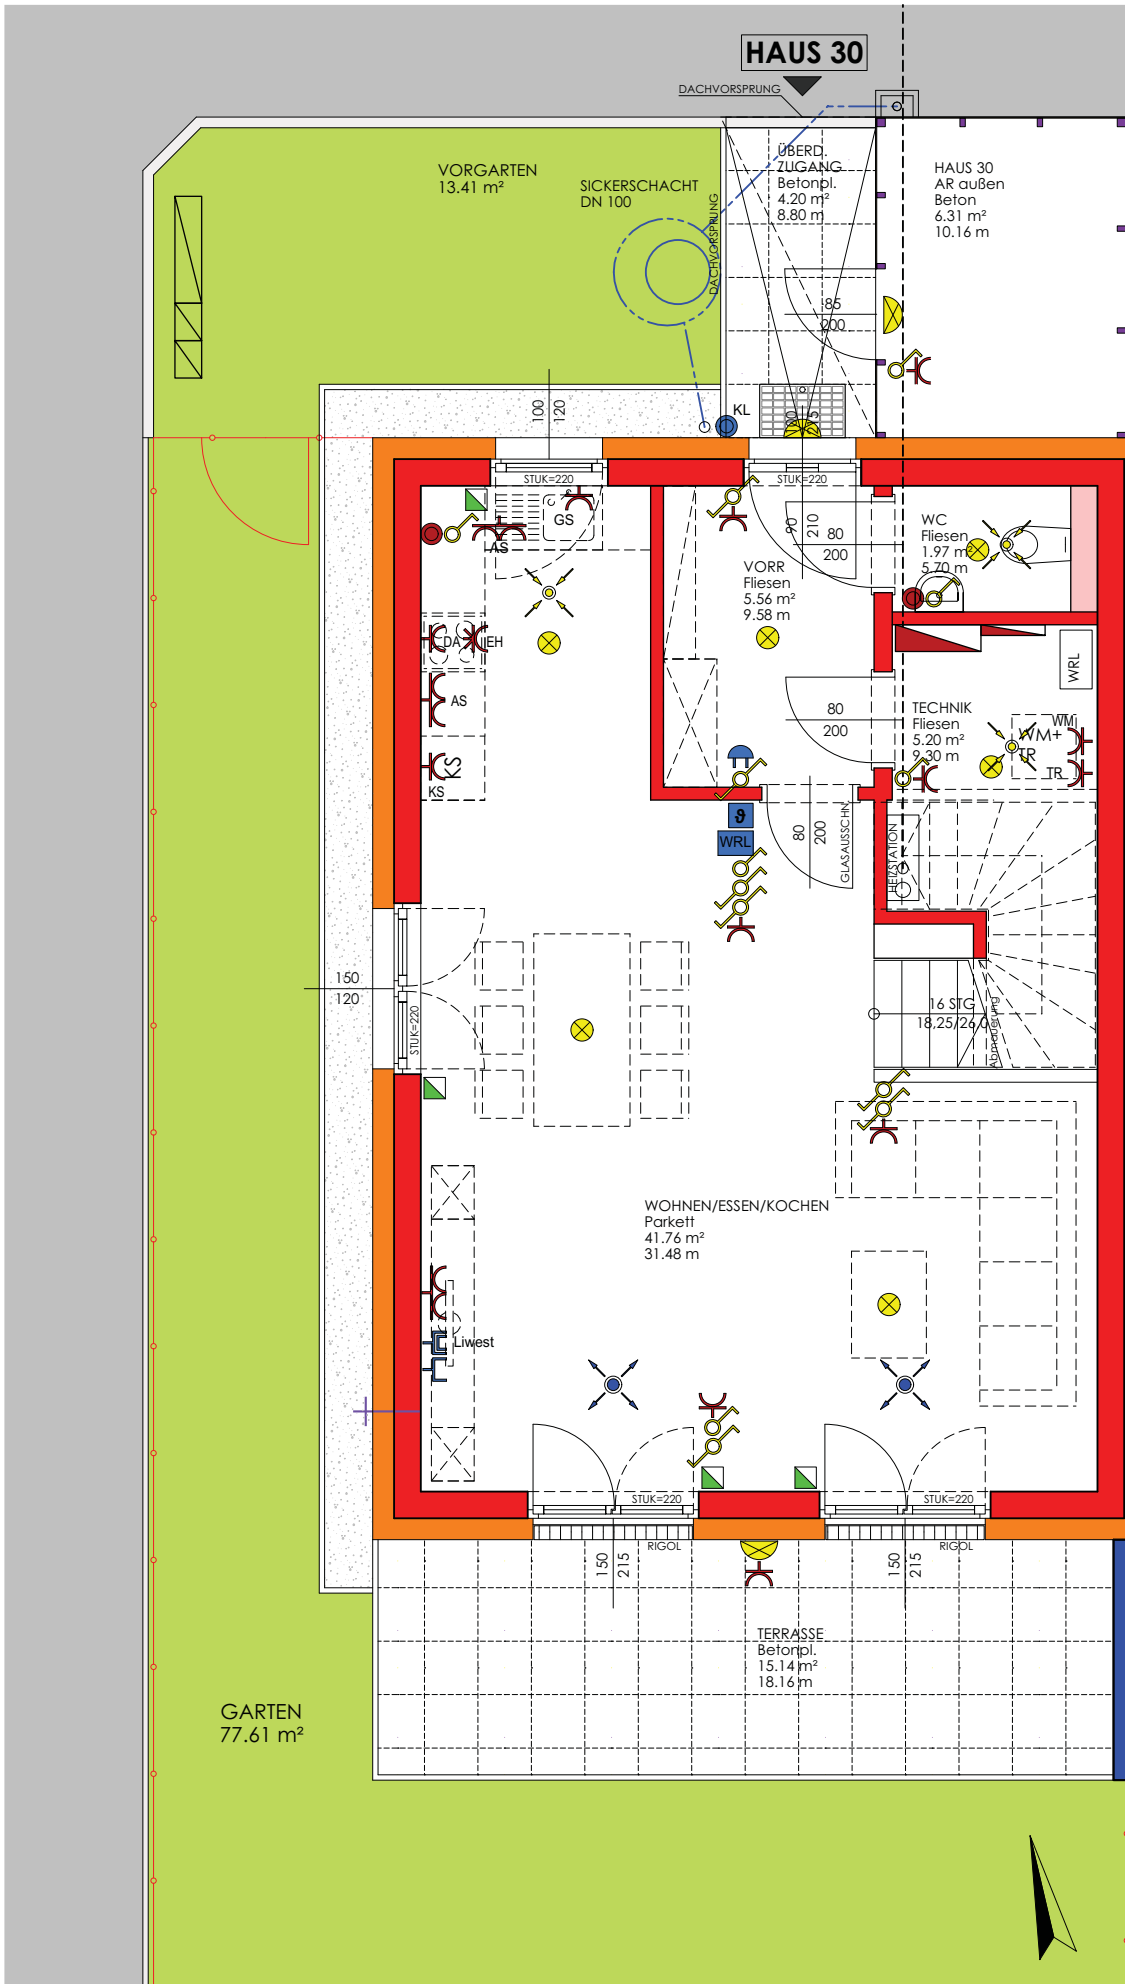 HAUS 30
DACHVORSPRUNG
VORGARTEN
13.41 m²
SICKERSCHACHT
DN 100
DACHVORSPRUNG
ÜBERD.
ZUGANG
Betonpl.
4.20 m²
8.80 m
HAUS 30
AR außen
Beton
6.31 m²
10.16 m
85
200
100
120
KL
STUK=220
STUK=220
GS
AS
90
210
80
200
WC
Fliesen
1.97 m²
5.70 m
VORR
Fliesen
5.56 m²
9.58 m
DA
EH
AS
KS
KS
WRL
80
200
TECHNIK
Fliesen
5.20 m²
9.30 m
WM
WM+
TR
TR
ϑ
WRL
80
200
GLASAUSSCHN.
HEIZSTATION
150
120
STUK=220
16 STG
18,25/26,0
Abmauerung
WOHNEN/ESSEN/KOCHEN
Parkett
41.76 m²
31.48 m
Liwest
STUK=220
STUK=220
RIGOL
RIGOL
150
215
150
215
TERRASSE
Betonpl.
15.14 m²
18.16 m
GARTEN
77.61 m²